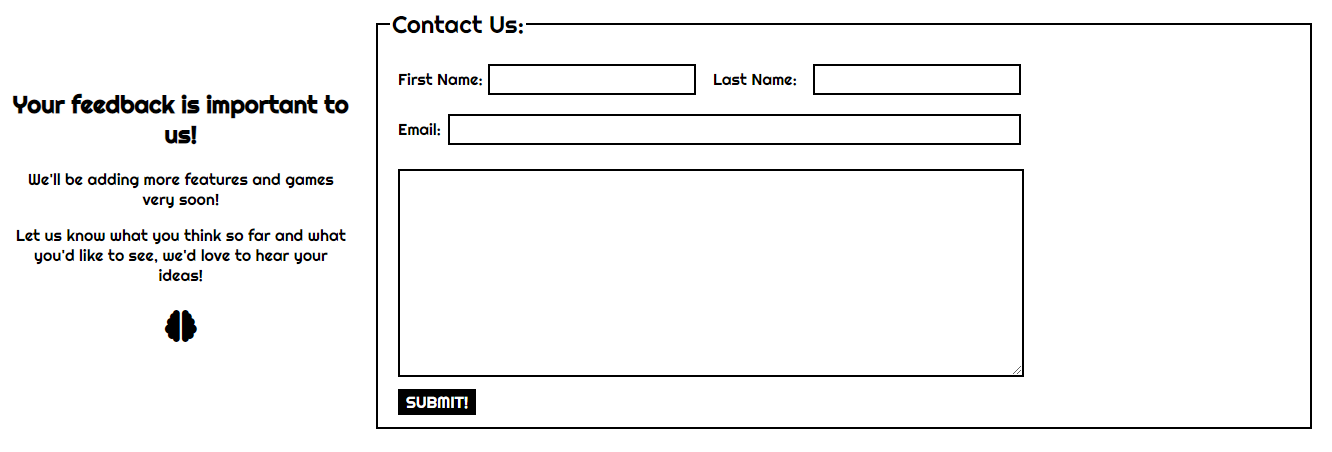 Your feedback is important to
us!
We'll be adding more features and games
very soon!
Let us know what you think so far and what
you'd like to see, we'd love to hear your
ideas!
Contact Us:
First Name:
Last Name:
Email:
SUBMIT!